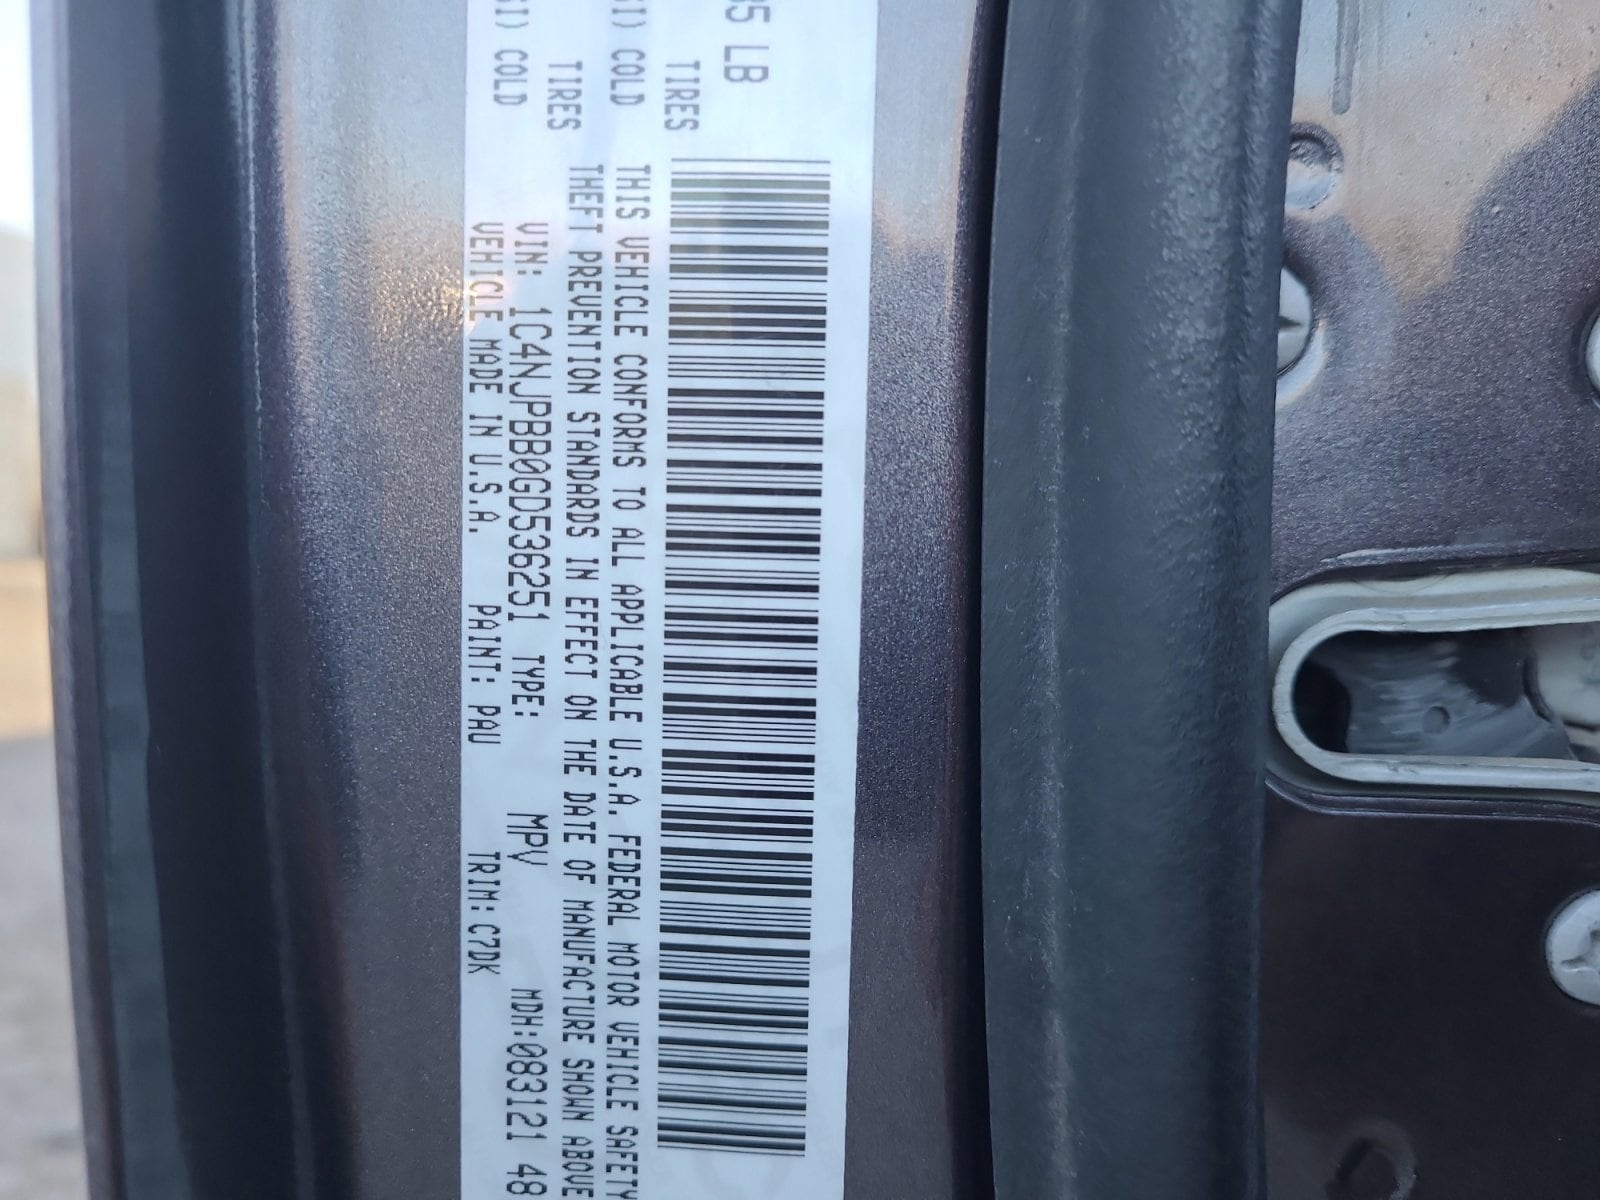 85 LB
TIRES
SI) COLD
TIRES
SI) COLD
THIS VEHICLE CONFORMS TO ALL APPLICABLE U.S.A. FEDERAL MOTOR VEHICLE SAFETY
THEFT PREVENTION STANDARDS IN EFFECT ON THE DATE OF MANUFACTURE SHOWN ABOVE
VIN: 1C4NJPBB0GD536251 TYPE: MPV MDH:083121 48
VEHICLE MADE IN U.S.A. PAINT: PAU TRIM: C7DK